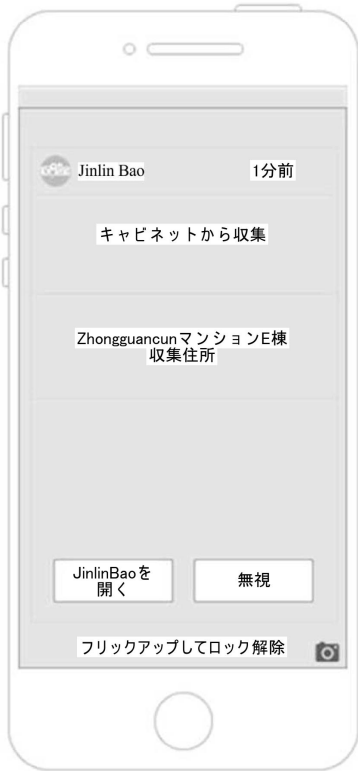 Jinlin Bao
1分前
キャビネットから収集
ZhongguancunマンションE棟
収集住所
JinlinBaoを
開く
無視
フリックアップしてロック解除